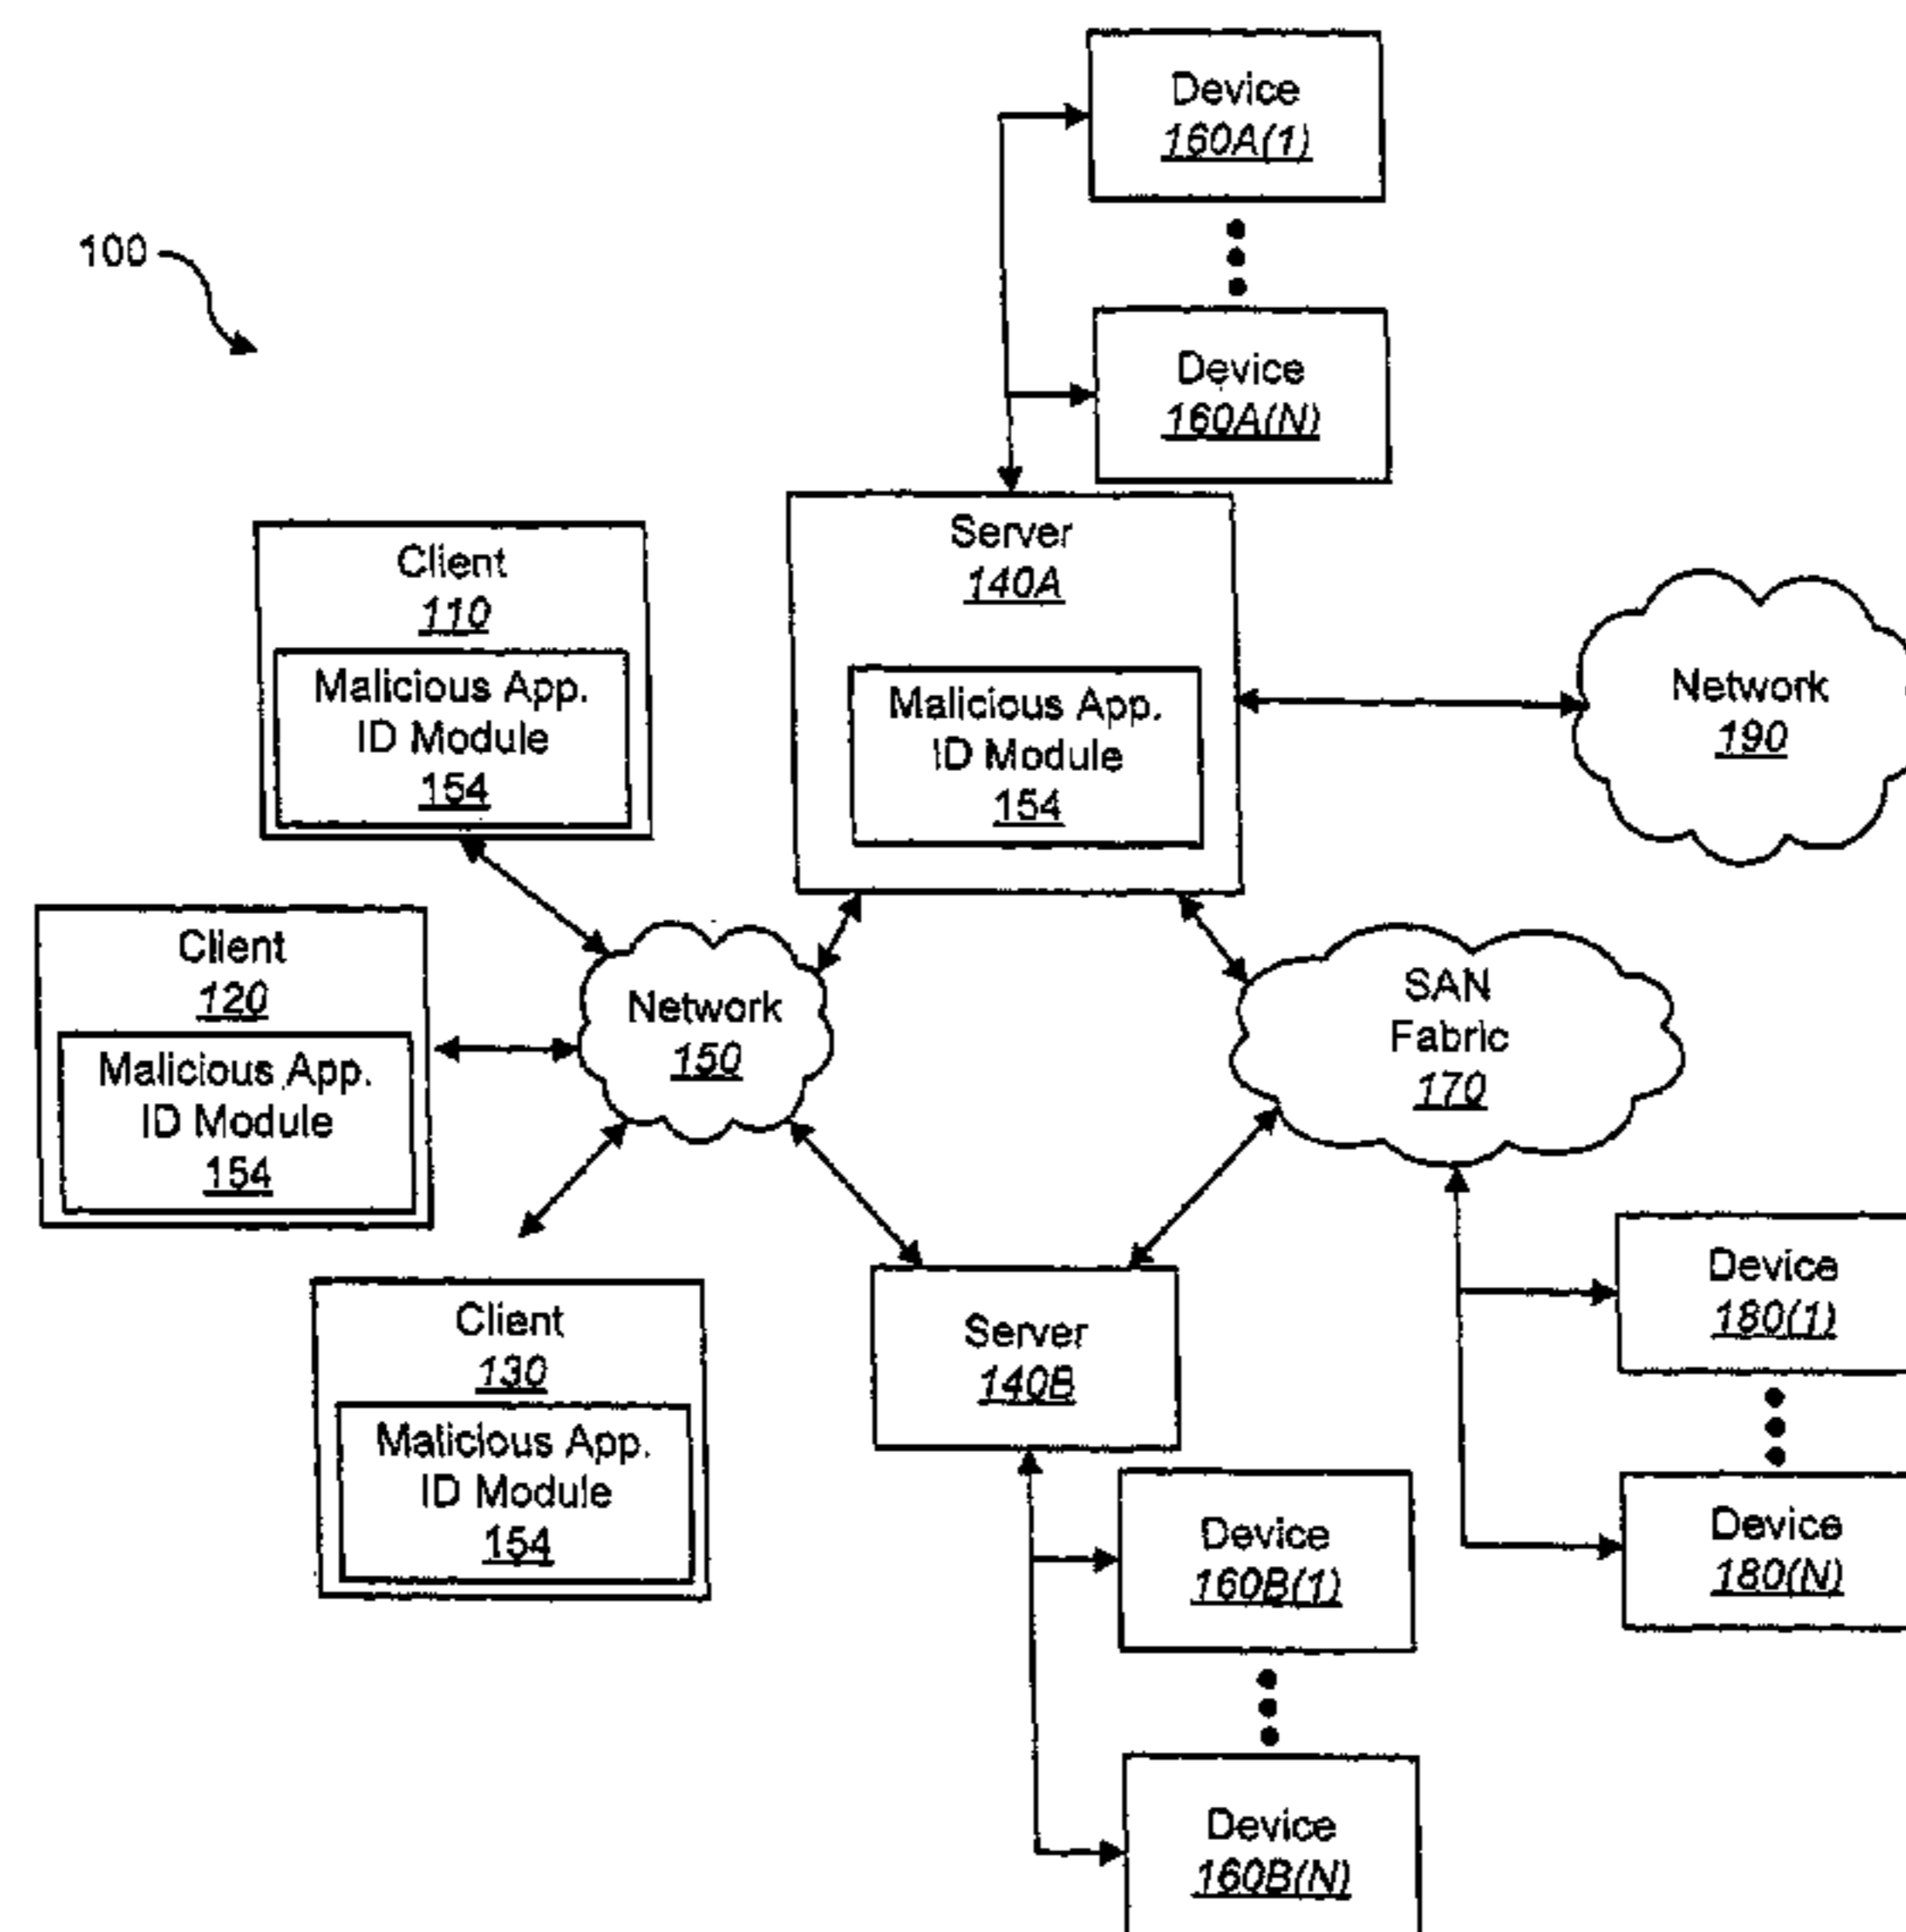 Device
160A(1)
100
Device
160A(N)
Server
140A
Malicious App.
ID Module
154
Client
110
Malicious App.
ID Module
154
Network
190
Client
120
Malicious App.
ID Module
154
Network
150
SAN
Fabric
170
Client
130
Malicious App.
ID Module
154
Server
140B
Device
180(1)
Device
180(N)
Device
160B(1)
Device
160B(N)